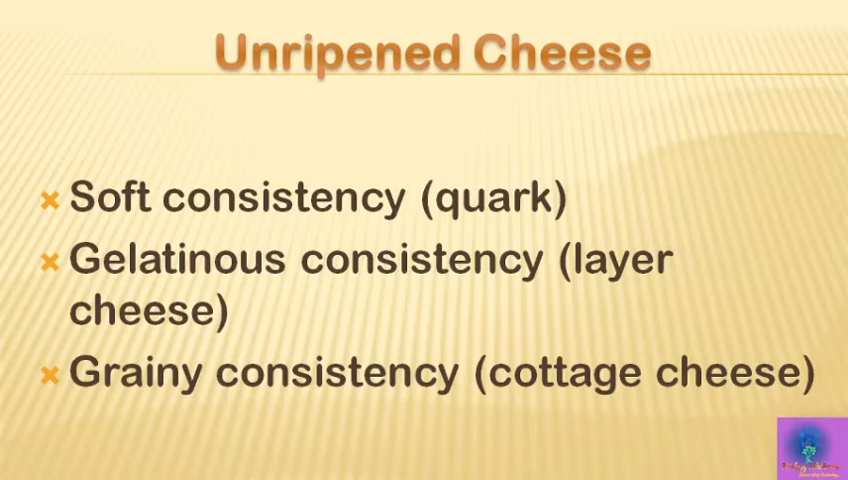 Unripened Cheese
Soft consistency (quark)
Gelatinous consistency (layer
cheese)
Grainy consistency (cottage cheese)